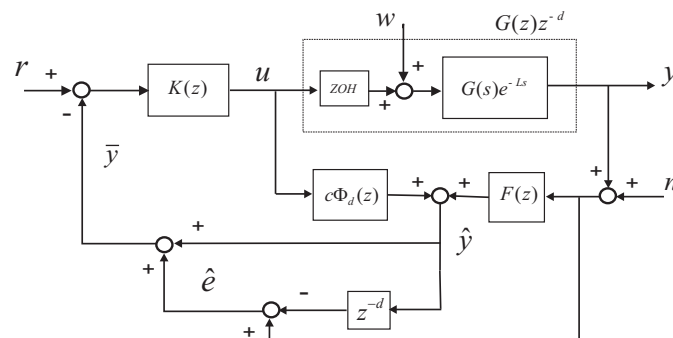 G(z)z^{-d}
w
r + K(z) u ZOH + + G(s)e^{-Ls} y
-
ȳ
+ cΦ_d(z) + + F(z) + + n
+ ŷ
+ ê
- z^{-d}
+